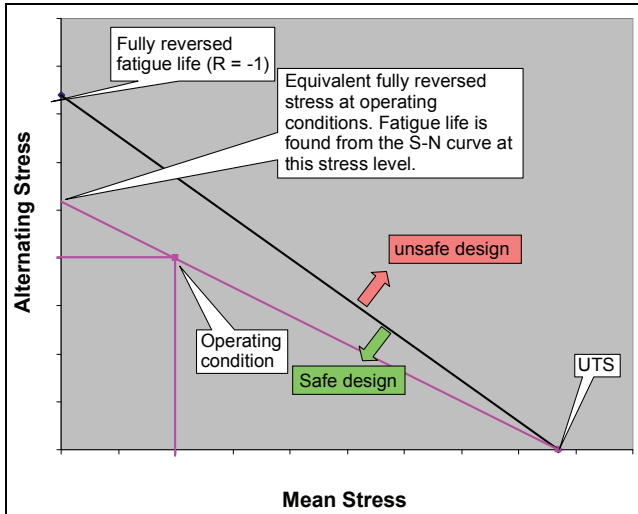 Fully reversed
fatigue life (R = -1)
Equivalent fully reversed
stress at operating
conditions. Fatigue life is
found from the S-N curve at
this stress level.
Alternating Stress
unsafe design
Operating
condition
Safe design
UTS
Mean Stress